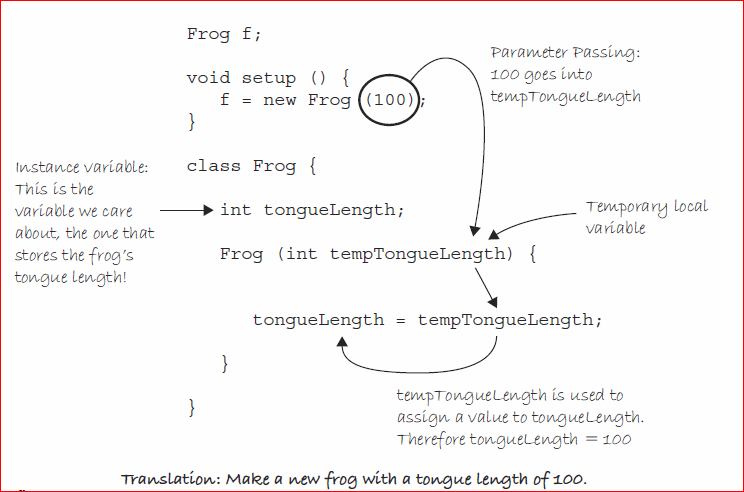 Frog f;
Parameter Passing:
100 goes into
tempTongueLength
void setup () {
f = new Frog (100);
}
Instance variable:
This is the
variable we care
about, the one that
stores the frog's
tongue length!
class Frog {
int tongueLength;
Temporary local
variable
Frog (int tempTongueLength) {
tongueLength = tempTongueLength;
}
tempTongueLength is used to
assign a value to tongueLength.
Therefore tongueLength = 100
}
Translation: Make a new frog with a tongue length of 100.